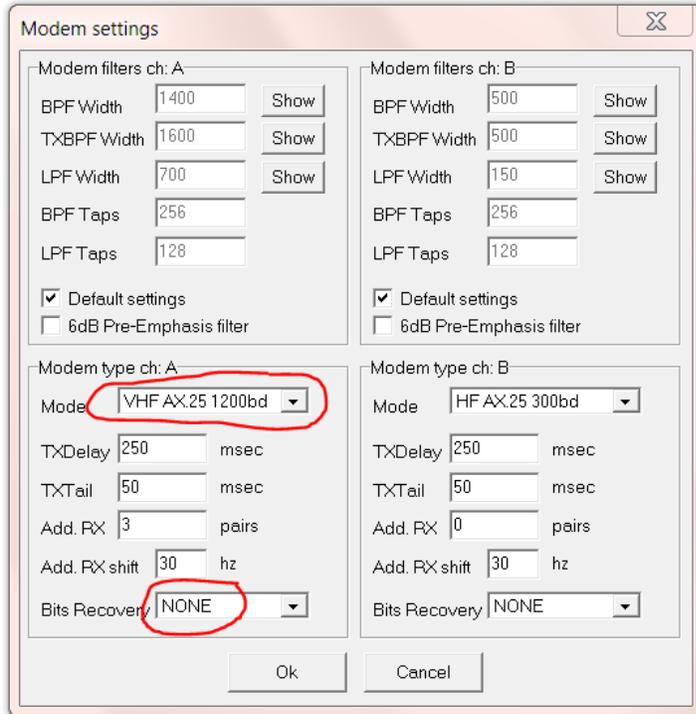 Modem settings
Modem filters ch: A
BPF Width 1400 Show
TXBPF Width 1600 Show
LPF Width 700 Show
BPF Taps 256
LPF Taps 128
Default settings
6dB Pre-Emphasis filter
Modem filters ch: B
BPF Width 500 Show
TXBPF Width 500 Show
LPF Width 150 Show
BPF Taps 256
LPF Taps 128
Default settings
6dB Pre-Emphasis filter
Modem type ch: A
Mode VHF AX.25 1200bd
TXDelay 250 msec
TXTail 50 msec
Add. RX 3 pairs
Add. RX shift 30 hz
Bits Recovery NONE
Modem type ch: B
Mode HF AX.25 300bd
TXDelay 250 msec
TXTail 50 msec
Add. RX 0 pairs
Add. RX shift 30 hz
Bits Recovery NONE
Ok Cancel